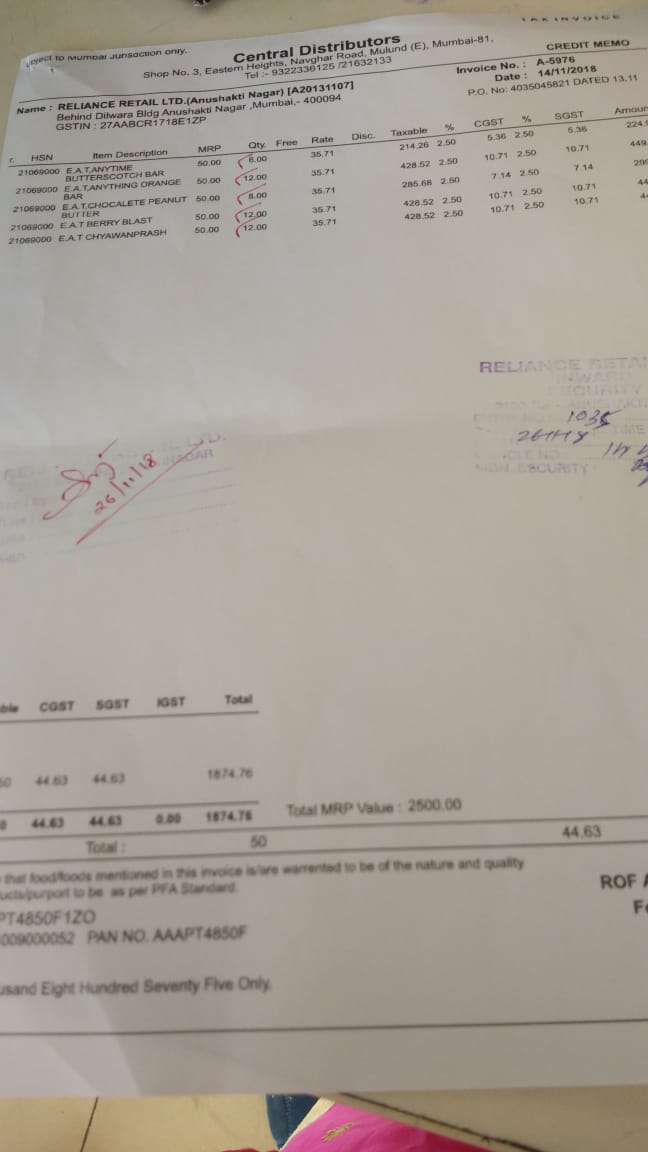 TAX INVOICE
Subject to Mumbai Jurisaction only.
Central Distributors
CREDIT MEMO
Shop No. 3, Eastern Heights, Navghar Road, Mulund (E), Mumbai-81,
Tel :- 9322336125 /21632133
Invoice No. : A-5976
Date : 14/11/2018
P.O. No: 4035045821 DATED 13.11
Name : RELIANCE RETAIL LTD.(Anushakti Nagar) [A20131107]
Behind Dilwara Bldg Anushakti Nagar ,Mumbai,- 400094
GSTIN : 27AABCR1718E1ZP
r. HSN Item Description MRP Qty. Free Rate Disc. Taxable % CGST % SGST Amoun
21069000 E.A.T,ANYTIME BUTTERSCOTCH BAR 50.00 6.00 35.71 214.26 2.50 5.36 2.50 5.36 224.
21069000 E.A.T,ANYTHING ORANGE BAR 50.00 12.00 35.71 428.52 2.50 10.71 2.50 10.71 449
21069000 E.A.T,CHOCALETE PEANUT BUTTER 50.00 8.00 35.71 285.68 2.50 7.14 2.50 7.14
21069000 E.A.T BERRY BLAST 50.00 12.00 35.71 428.52 2.50 10.71 2.50 10.71 44
21069000 E.A.T CHYAWANPRASH 50.00 12.00 35.71 428.52 2.50 10.71 2.50 10.71
RELIANCE RETAI
INWARD
SECURITY
1035
TIME
SECURITY
26/11/18
NAGAR
ble CGST SGST IGST Total
50 44.63 44.63 1874.76
44.63 44.63 0.00 1874.76
Total MRP Value : 2500.00
Total : 50 44.63
that food/foods mentioned in this invoice is/are warrented to be of the nature and quality
ucts/purport to be as per PFA Standard.
ROF
F
PT4850F1ZO
009000052 PAN NO. AAAPT4850F
usand Eight Hundred Seventy Five Only.